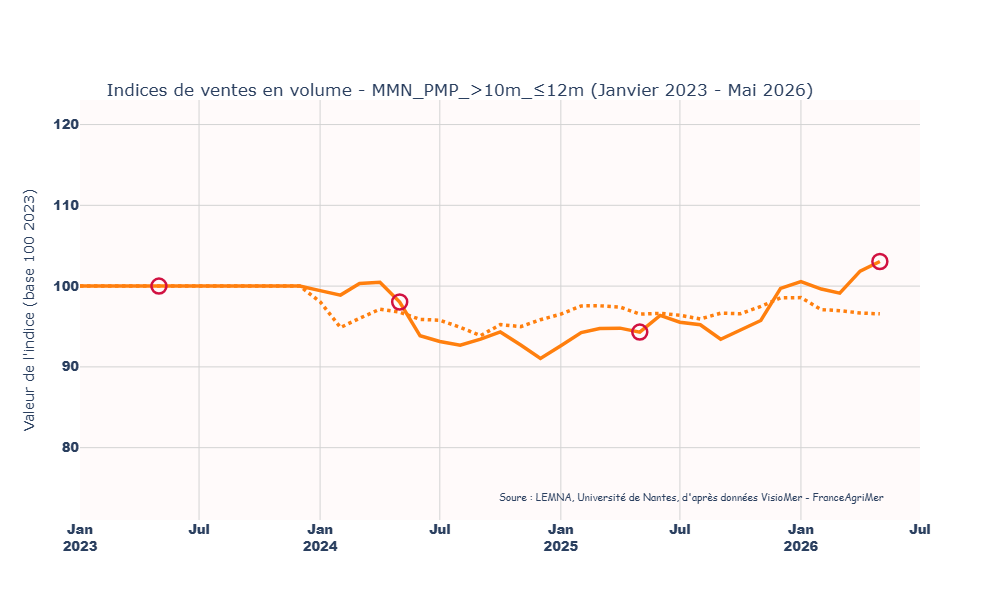 Indices de ventes en volume - MMN_PMP_>10m_≤12m (Janvier 2023 - Mai 2026)
Valeur de l'indice (base 100 2023)
120
110
100
90
80
Soure : LEMNA, Université de Nantes, d'après données VisioMer - FranceAgriMer
Jan Jul Jan Jul Jan Jul Jan Jul
2023 2024 2025 2026